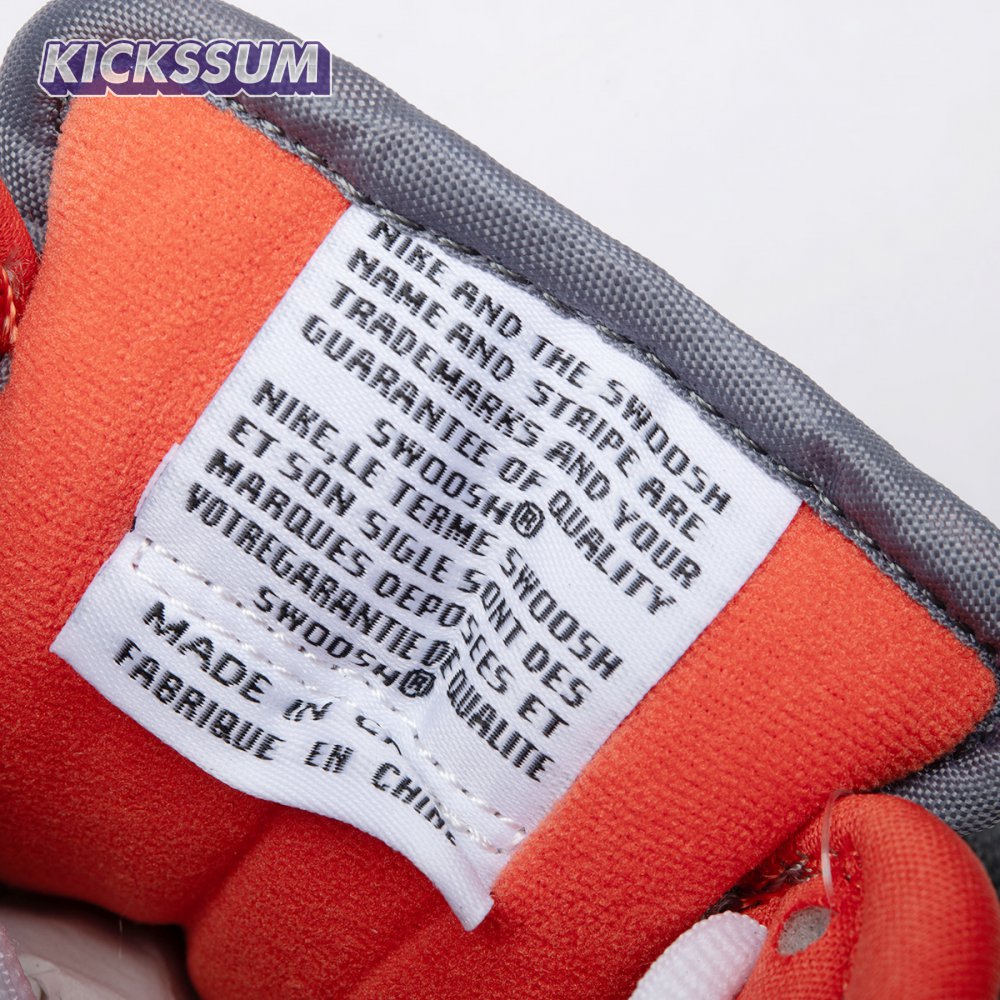 KICKSSUM
NIKE AND THE SWOOSH
NAME AND STRIPE ARE
TRADEMARKS AND YOUR
GUARANTEE OF QUALITY
SWOOSH®
NIKE, LE TERME SWOOSH
ET SON SIGLE SONT DES
MARQUES DEPOSEES ET
VOTREGARANTIE DE QUALITE
SWOOSH®
MADE IN
FABRIQUE EN CHINE